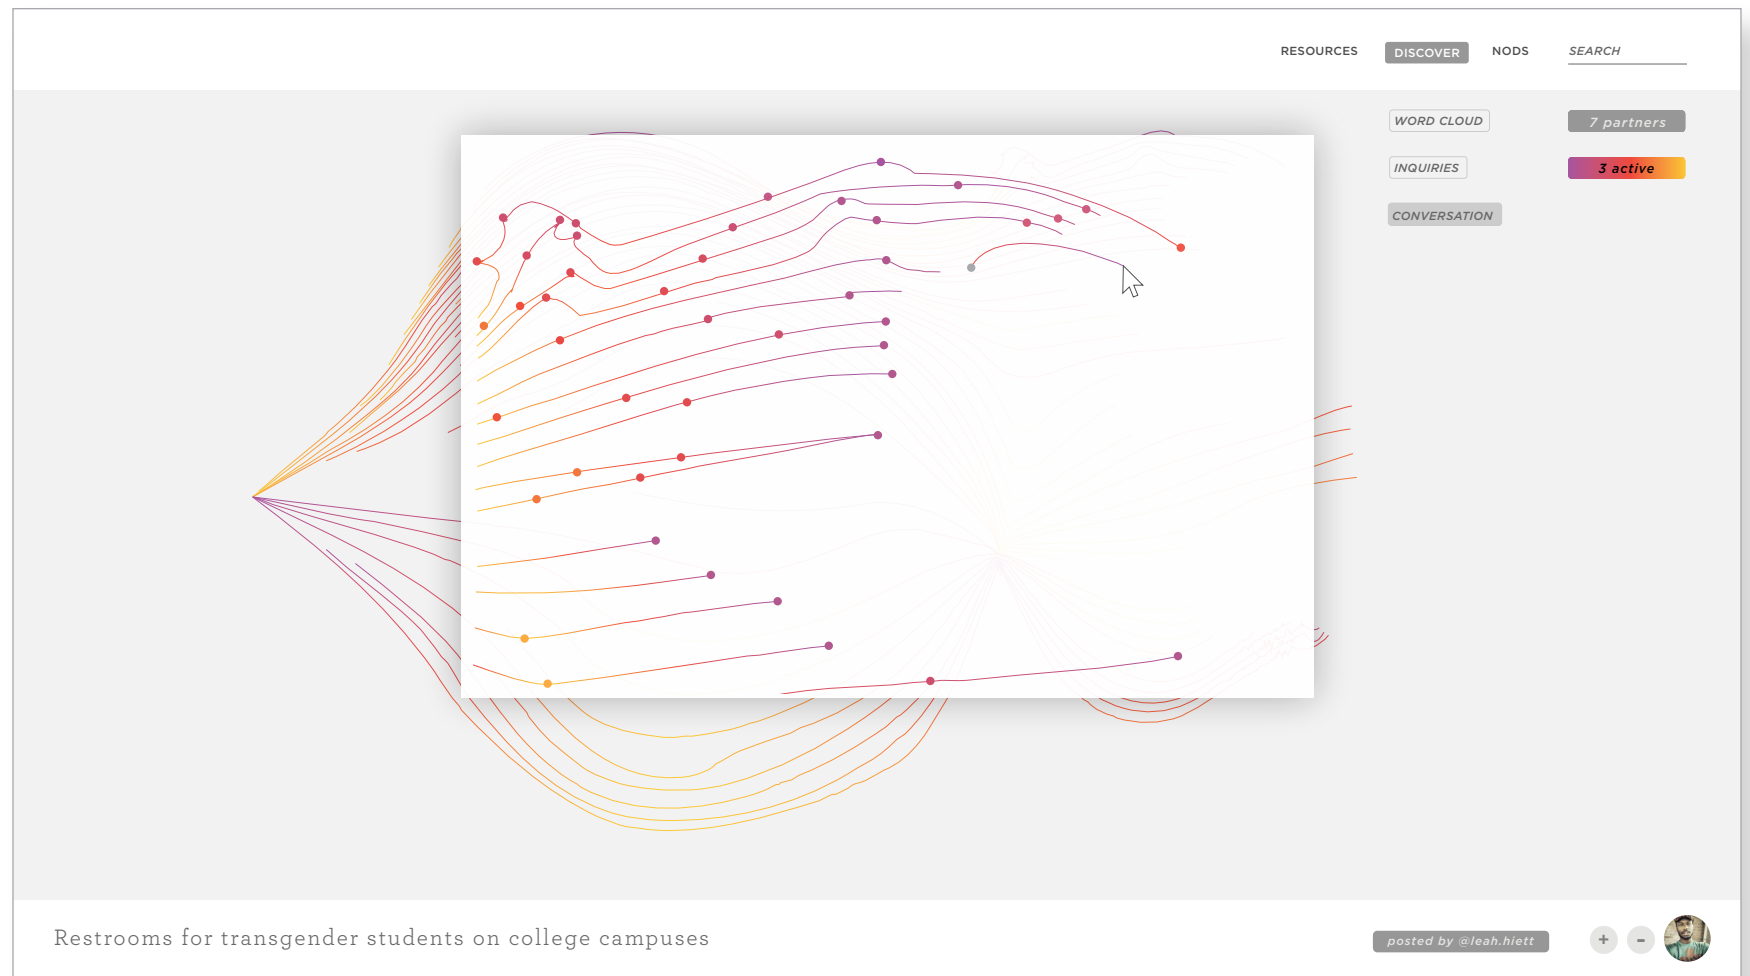 RESOURCES DISCOVER NODS SEARCH
WORD CLOUD 7 partners
INQUIRIES 3 active
CONVERSATION
Restrooms for transgender students on college campuses
posted by @leah.hiett + -